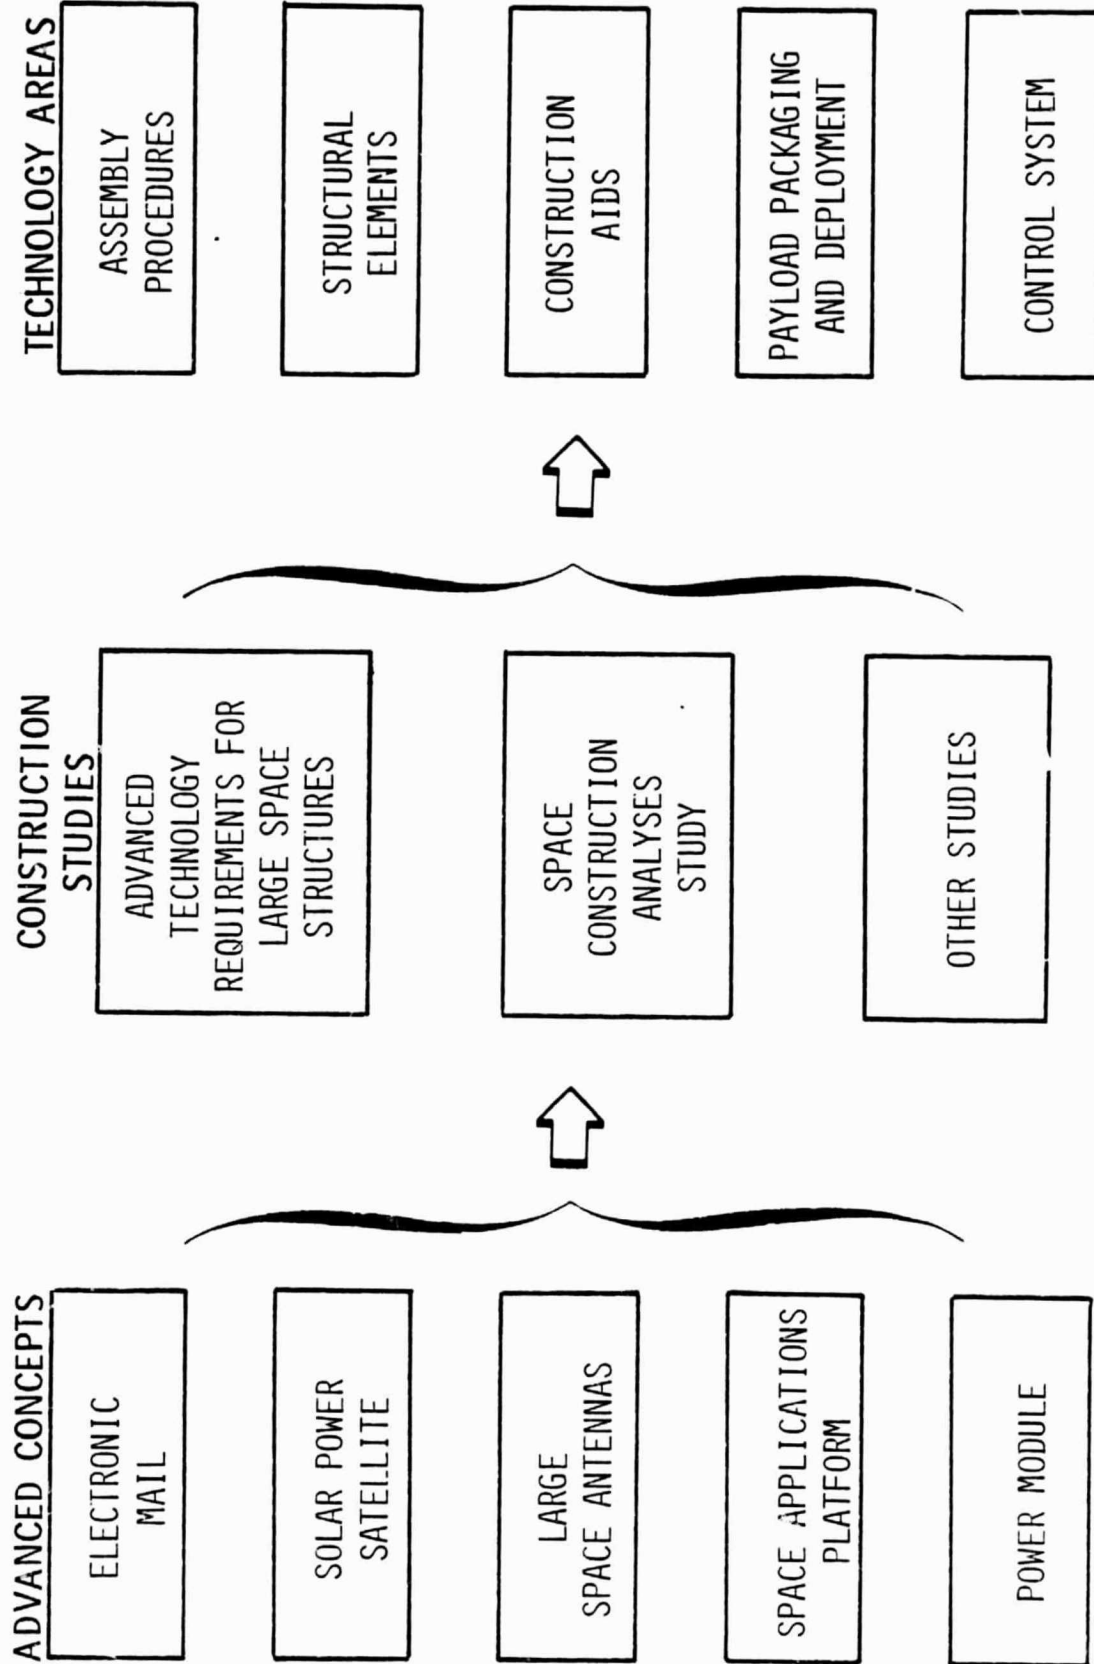 ADVANCED CONCEPTS
ELECTRONIC
MAIL
SOLAR POWER
SATELLITE
LARGE
SPACE ANTENNAS
SPACE APPLICATIONS
PLATFORM
POWER MODULE
CONSTRUCTION
STUDIES
ADVANCED
TECHNOLOGY
REQUIREMENTS FOR
LARGE SPACE
STRUCTURES
SPACE
CONSTRUCTION
ANALYSES
STUDY
OTHER STUDIES
TECHNOLOGY AREAS
ASSEMBLY
PROCEDURES
STRUCTURAL
ELEMENTS
CONSTRUCTION
AIDS
PAYLOAD PACKAGING
AND DEPLOYMENT
CONTROL SYSTEM